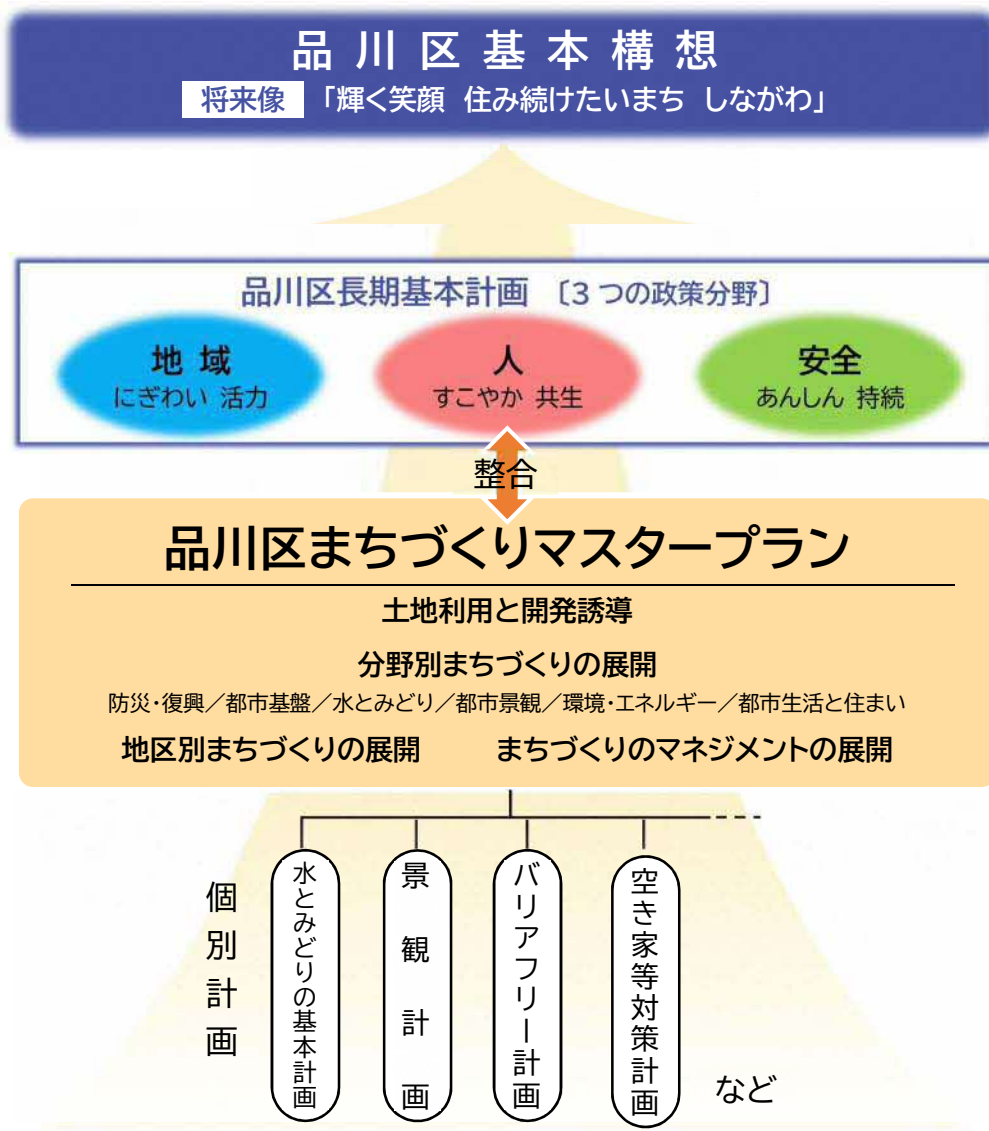 品川区基本構想
将来像 「輝く笑顔 住み続けたいまち しながわ」
品川区長期基本計画 〔3つの政策分野〕
地域
にぎわい 活力
人
すこやか 共生
安全
あんしん 持続
整合
品川区まちづくりマスタープラン
土地利用と開発誘導
分野別まちづくりの展開
防災・復興／都市基盤／水とみどり／都市景観／環境・エネルギー／都市生活と住まい
地区別まちづくりの展開 まちづくりのマネジメントの展開
個別計画
水とみどりの基本計画
景観計画
バリアフリー計画
空き家等対策計画
など